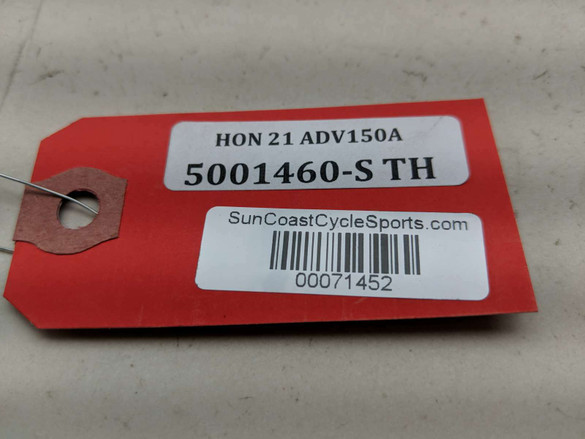 HON 21 ADV150A
5001460-S TH
SunCoastCycleSports.com
00071452